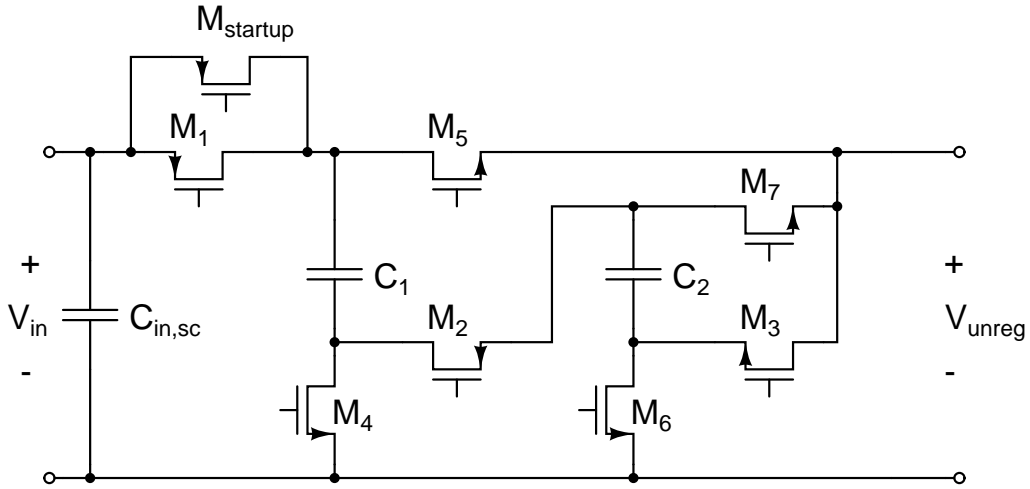 M_startup
M_1
M_5
M_7
+
V_in
-
C_in,sc
C_1
M_2
C_2
M_3
+
V_unreg
-
M_4
M_6